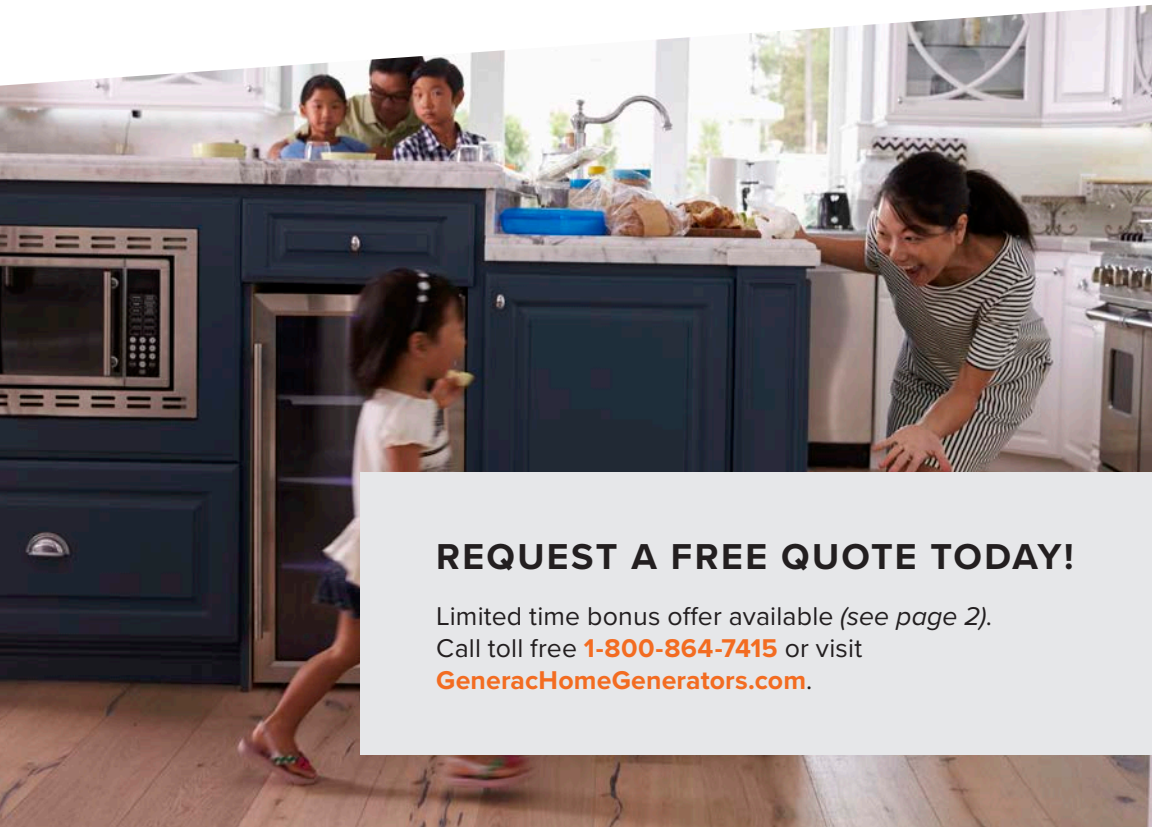 REQUEST A FREE QUOTE TODAY!
Limited time bonus offer available (see page 2).
Call toll free 1-800-864-7415 or visit
GeneracHomeGenerators.com.